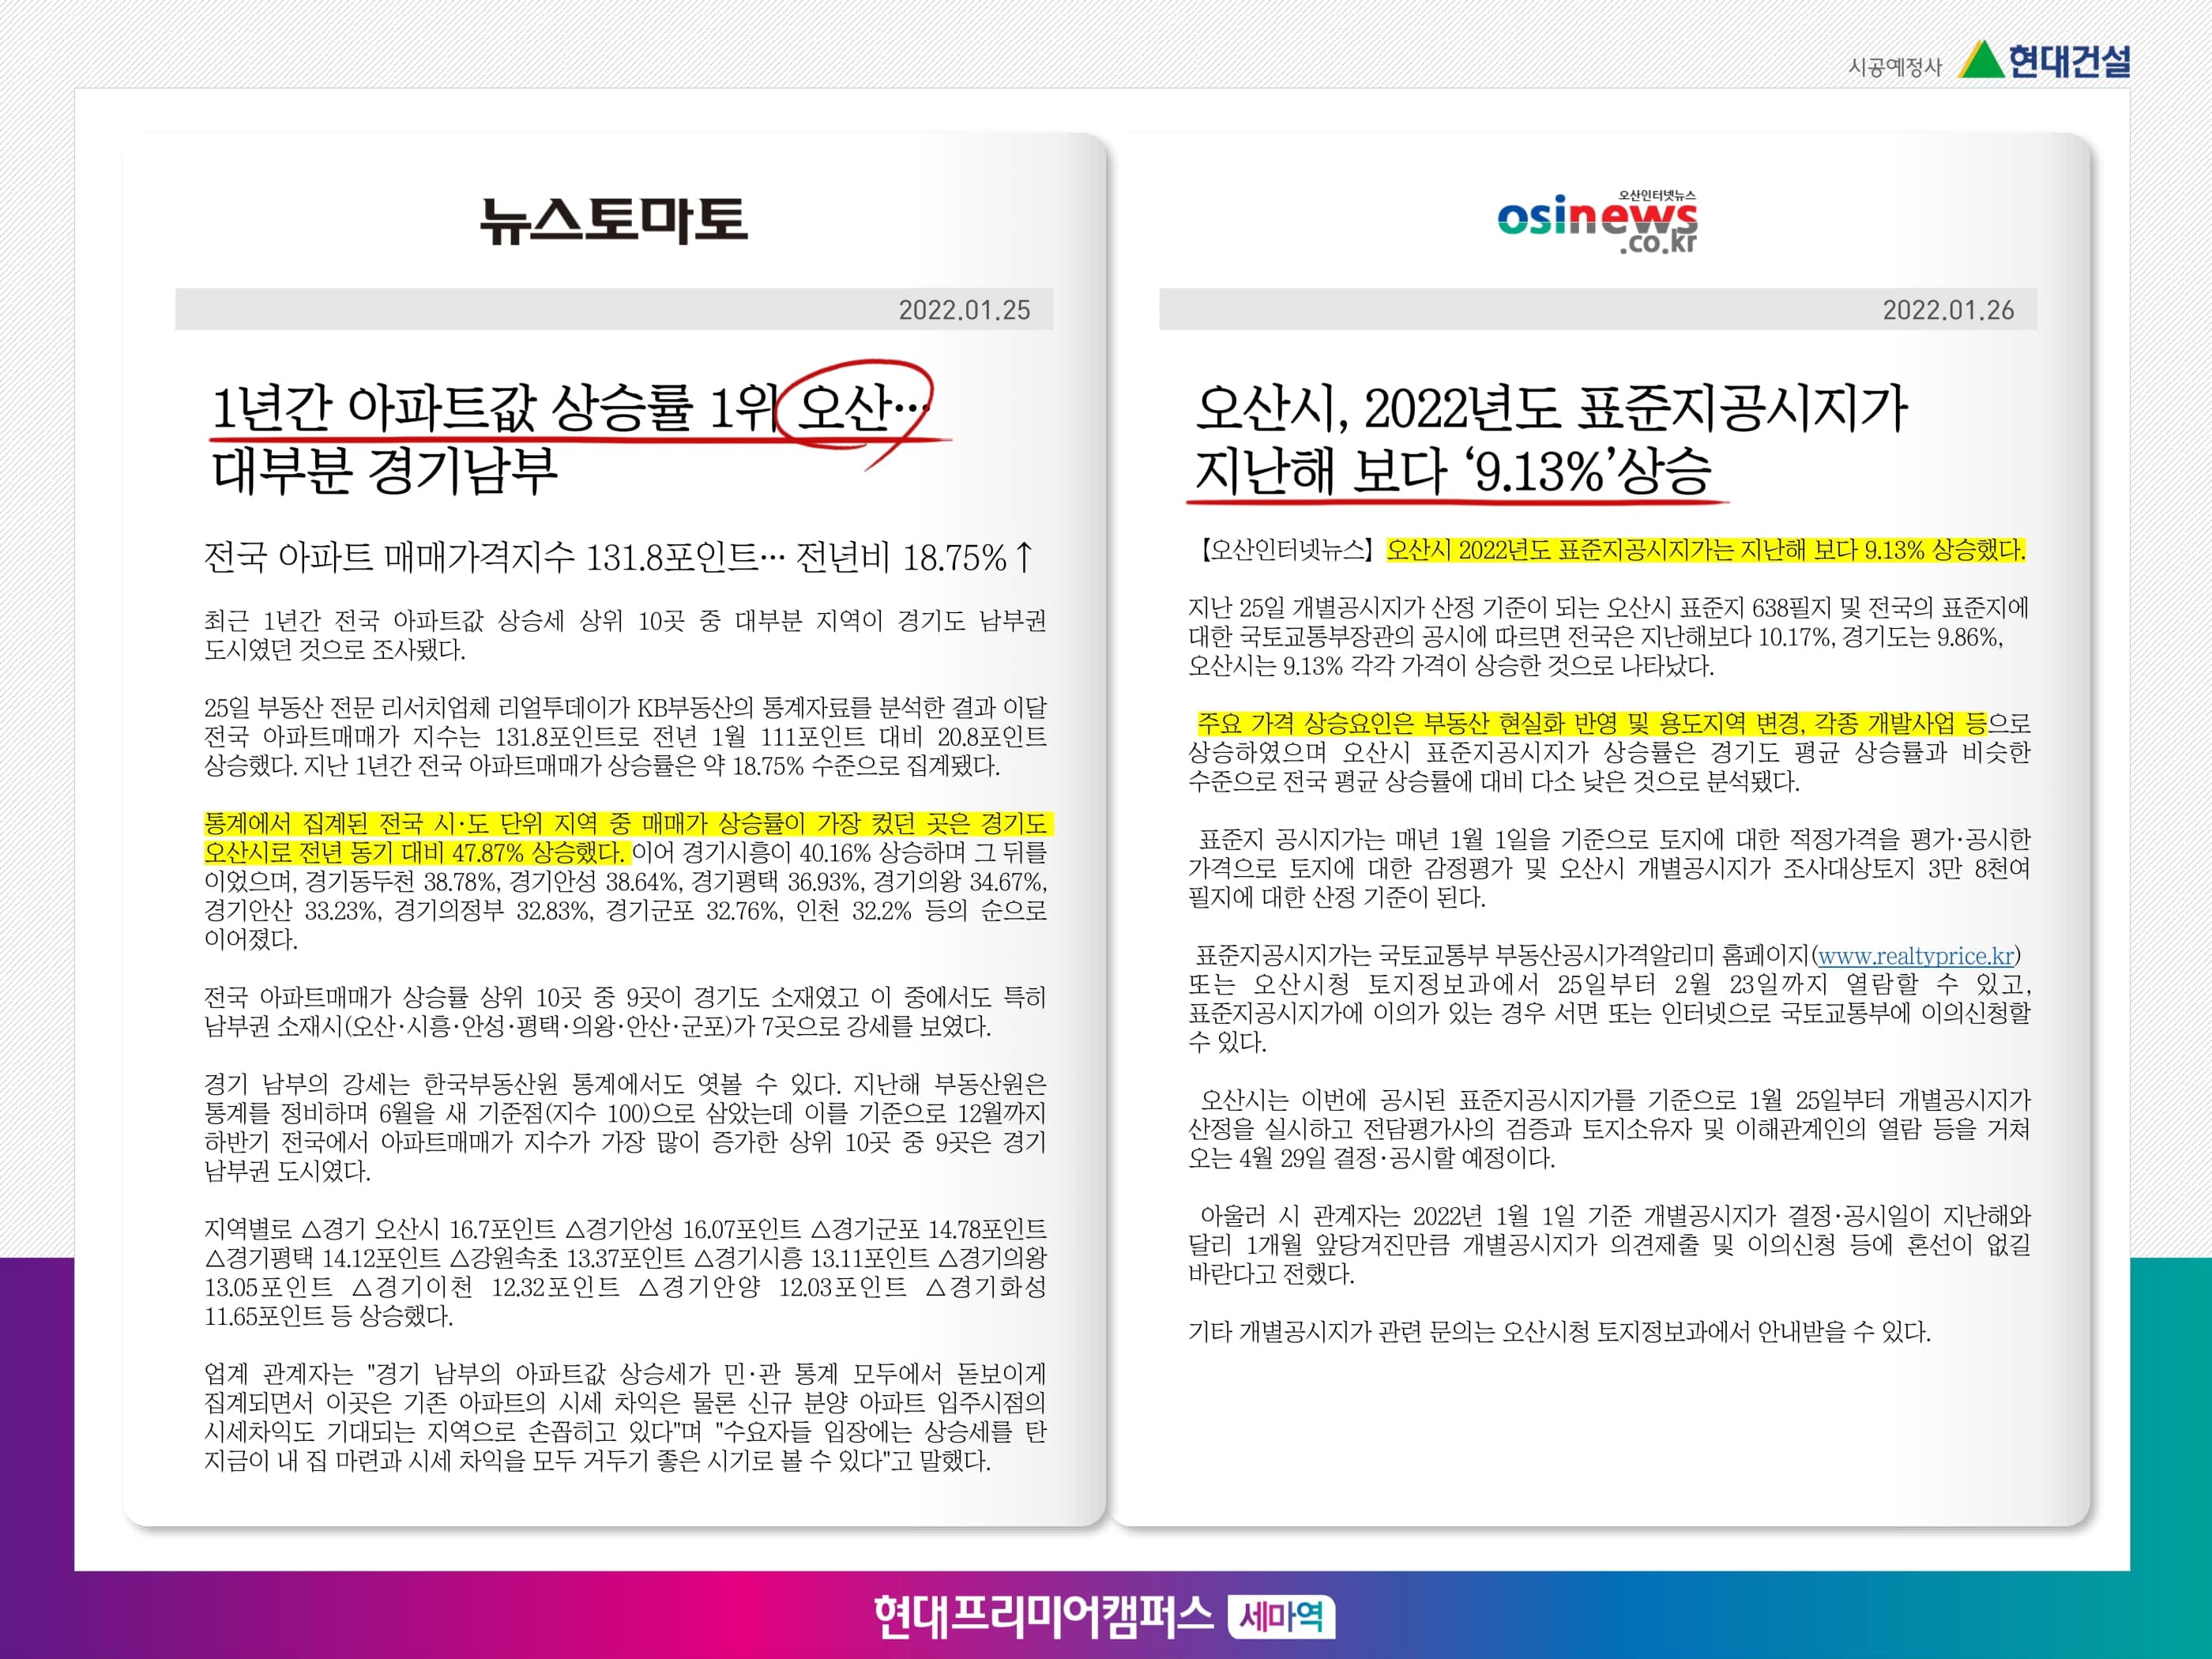 시공예정사 현대건설
뉴스토마토
2022.01.25
1년간 아파트값 상승률 1위 오산…
대부분 경기남부
전국 아파트 매매가격지수 131.8포인트… 전년비 18.75%↑
최근 1년간 전국 아파트값 상승세 상위 10곳 중 대부분 지역이 경기도 남부권
도시였던 것으로 조사됐다.
25일 부동산 전문 리서치업체 리얼투데이가 KB부동산의 통계자료를 분석한 결과 이달
전국 아파트매매가 지수는 131.8포인트로 전년 1월 111포인트 대비 20.8포인트
상승했다. 지난 1년간 전국 아파트매매가 상승률은 약 18.75% 수준으로 집계됐다.
통계에서 집계된 전국 시·도 단위 지역 중 매매가 상승률이 가장 컸던 곳은 경기도
오산시로 전년 동기 대비 47.87% 상승했다. 이어 경기시흥이 40.16% 상승하며 그 뒤를
이었으며, 경기동두천 38.78%, 경기안성 38.64%, 경기평택 36.93%, 경기의왕 34.67%,
경기안산 33.23%, 경기의정부 32.83%, 경기군포 32.76%, 인천 32.2% 등의 순으로
이어졌다.
전국 아파트매매가 상승률 상위 10곳 중 9곳이 경기도 소재였고 이 중에서도 특히
남부권 소재시(오산·시흥·안성·평택·의왕·안산·군포)가 7곳으로 강세를 보였다.
경기 남부의 강세는 한국부동산원 통계에서도 엿볼 수 있다. 지난해 부동산원은
통계를 정비하며 6월을 새 기준점(지수 100)으로 삼았는데 이를 기준으로 12월까지
하반기 전국에서 아파트매매가 지수가 가장 많이 증가한 상위 10곳 중 9곳은 경기
남부권 도시였다.
지역별로 △경기 오산시 16.7포인트 △경기안성 16.07포인트 △경기군포 14.78포인트
△경기평택 14.12포인트 △강원속초 13.37포인트 △경기시흥 13.11포인트 △경기의왕
13.05포인트 △경기이천 12.32포인트 △경기안양 12.03포인트 △경기화성
11.65포인트 등 상승했다.
업계 관계자는 "경기 남부의 아파트값 상승세가 민·관 통계 모두에서 돋보이게
집계되면서 이곳은 기존 아파트의 시세 차익은 물론 신규 분양 아파트 입주시점의
시세차익도 기대되는 지역으로 손꼽히고 있다"며 "수요자들 입장에는 상승세를 탄
지금이 내 집 마련과 시세 차익을 모두 거두기 좋은 시기로 볼 수 있다"고 말했다.
오산인터넷뉴스
osinews
.co.kr
2022.01.26
오산시, 2022년도 표준지공시지가
지난해 보다 ‘9.13%’상승
【오산인터넷뉴스】 오산시 2022년도 표준지공시지가는 지난해 보다 9.13% 상승했다.
지난 25일 개별공시지가 산정 기준이 되는 오산시 표준지 638필지 및 전국의 표준지에
대한 국토교통부장관의 공시에 따르면 전국은 지난해보다 10.17%, 경기도는 9.86%,
오산시는 9.13% 각각 가격이 상승한 것으로 나타났다.
주요 가격 상승요인은 부동산 현실화 반영 및 용도지역 변경, 각종 개발사업 등으로
상승하였으며 오산시 표준지공시지가 상승률은 경기도 평균 상승률과 비슷한
수준으로 전국 평균 상승률에 대비 다소 낮은 것으로 분석됐다.
표준지 공시지가는 매년 1월 1일을 기준으로 토지에 대한 적정가격을 평가·공시한
가격으로 토지에 대한 감정평가 및 오산시 개별공시지가 조사대상토지 3만 8천여
필지에 대한 산정 기준이 된다.
표준지공시지가는 국토교통부 부동산공시가격알리미 홈페이지(www.realtyprice.kr)
또는 오산시청 토지정보과에서 25일부터 2월 23일까지 열람할 수 있고,
표준지공시지가에 이의가 있는 경우 서면 또는 인터넷으로 국토교통부에 이의신청할
수 있다.
오산시는 이번에 공시된 표준지공시지가를 기준으로 1월 25일부터 개별공시지가
산정을 실시하고 전담평가사의 검증과 토지소유자 및 이해관계인의 열람 등을 거쳐
오는 4월 29일 결정·공시할 예정이다.
아울러 시 관계자는 2022년 1월 1일 기준 개별공시지가 결정·공시일이 지난해와
달리 1개월 앞당겨진만큼 개별공시지가 의견제출 및 이의신청 등에 혼선이 없길
바란다고 전했다.
기타 개별공시지가 관련 문의는 오산시청 토지정보과에서 안내받을 수 있다.
현대프리미어캠퍼스 세마역